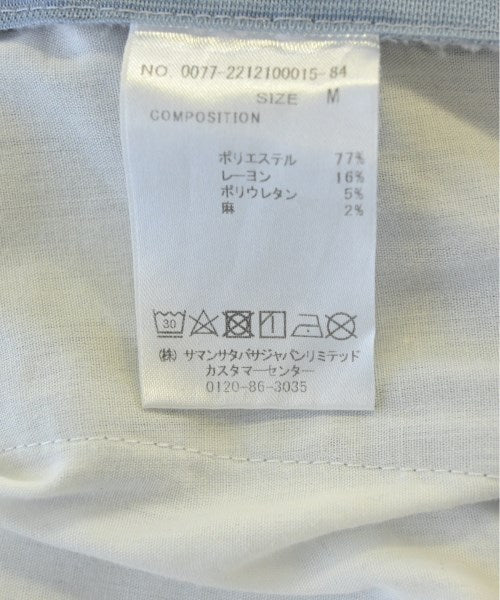 NO. 0077-2212100015-84
SIZE M
COMPOSITION
ポリエステル 77%
レーヨン 16%
ポリウレタン 5%
麻 2%
30
(株) サマンサタバサジャパンリミテッド
カスタマーセンター
0120-86-3035